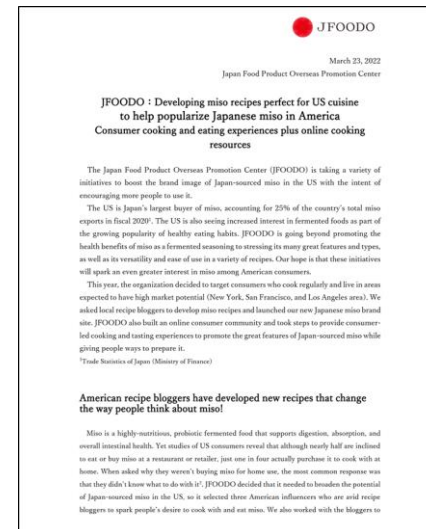 JFOODO
March 23, 2022
Japan Food Product Overseas Promotion Center
JFOODO : Developing miso recipes perfect for US cuisine
to help popularize Japanese miso in America
Consumer cooking and eating experiences plus online cooking
resources
The Japan Food Product Overseas Promotion Center (JFOODO) is taking a variety of
initiatives to boost the brand image of Japan-sourced miso in the US with the intent of
encouraging more people to use it.
The US is Japan's largest buyer of miso, accounting for 25% of the country's total miso
exports in fiscal 2020¹. The US is also seeing increased interest in fermented foods as part of
the growing popularity of healthy eating habits. JFOODO is going beyond promoting the
health benefits of miso as a fermented seasoning to stressing its many great features and types,
as well as its versatility and ease of use in a variety of recipes. Our hope is that these initiatives
will spark an even greater interest in miso among American consumers.
This year, the organization decided to target consumers who cook regularly and live in areas
expected to have high market potential (New York, San Francisco, and Los Angeles area). We
asked local recipe bloggers to develop miso recipes and launched our new Japanese miso brand
site. JFOODO also built an online consumer community and took steps to provide consumer-
led cooking and tasting experiences to promote the great features of Japan-sourced miso while
giving people ways to prepare it.
¹Trade Statistics of Japan (Ministry of Finance)
American recipe bloggers have developed new recipes that change
the way people think about miso!
Miso is a highly-nutritious, probiotic fermented food that supports digestion, absorption, and
overall intestinal health. Yet studies of US consumers reveal that although nearly half are inclined
to eat or buy miso at a restaurant or retailer, just one in four actually purchase it to cook with at
home. When asked why they weren't buying miso for home use, the most common response was
that they didn't know what to do with it². JFOODO decided that it needed to broaden the potential
of Japan-sourced miso in the US, so it selected three American influencers who are avid recipe
bloggers to spark people's desire to cook with and eat miso. We also worked with the bloggers to